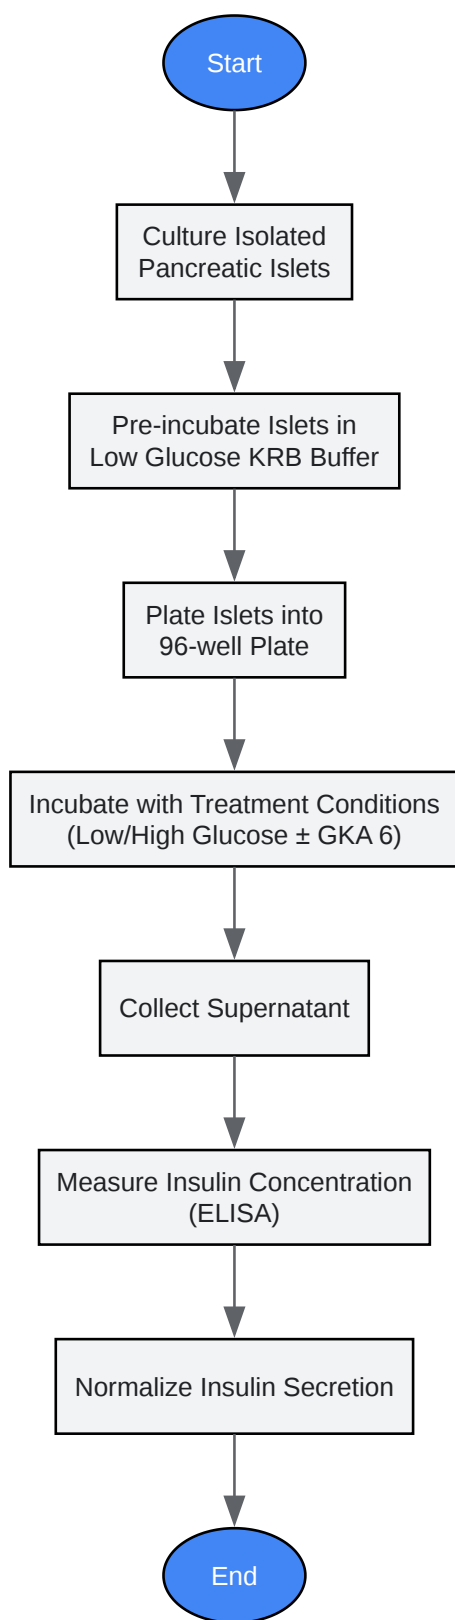 Start
Culture Isolated
Pancreatic Islets
Pre-incubate Islets in
Low Glucose KRB Buffer
Plate Islets into
96-well Plate
Incubate with Treatment Conditions
(Low/High Glucose ± GKA 6)
Collect Supernatant
Measure Insulin Concentration
(ELISA)
Normalize Insulin Secretion
End